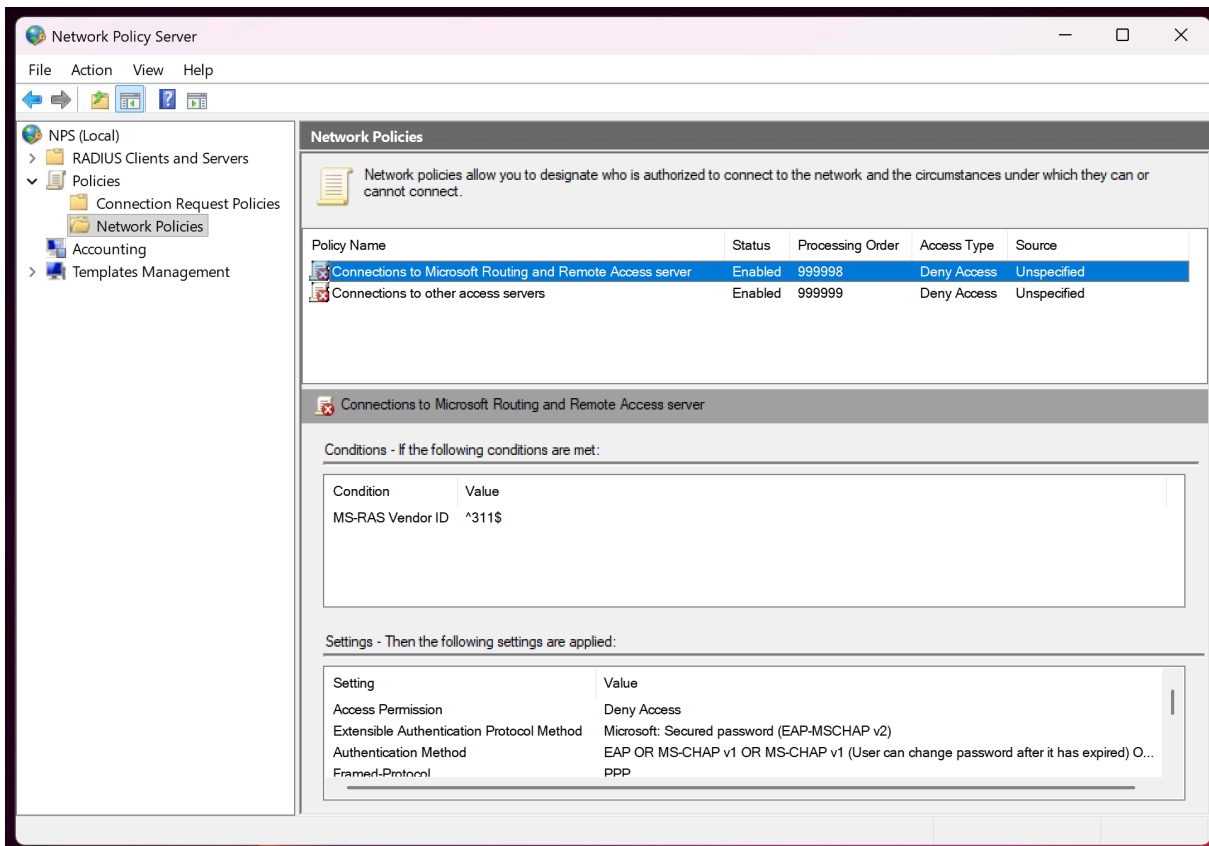 Network Policy Server
File Action View Help
NPS (Local)
RADIUS Clients and Servers
Policies
Connection Request Policies
Network Policies
Accounting
Templates Management
Network Policies
Network policies allow you to designate who is authorized to connect to the network and the circumstances under which they can or
cannot connect.
Policy Name Status Processing Order Access Type Source
Connections to Microsoft Routing and Remote Access server Enabled 999998 Deny Access Unspecified
Connections to other access servers Enabled 999999 Deny Access Unspecified
Connections to Microsoft Routing and Remote Access server
Conditions - If the following conditions are met:
Condition Value
MS-RAS Vendor ID ^311$
Settings - Then the following settings are applied:
Setting Value
Access Permission Deny Access
Extensible Authentication Protocol Method Microsoft: Secured password (EAP-MSCHAP v2)
Authentication Method EAP OR MS-CHAP v1 OR MS-CHAP v1 (User can change password after it has expired) O...
Framed-Protocol PPP